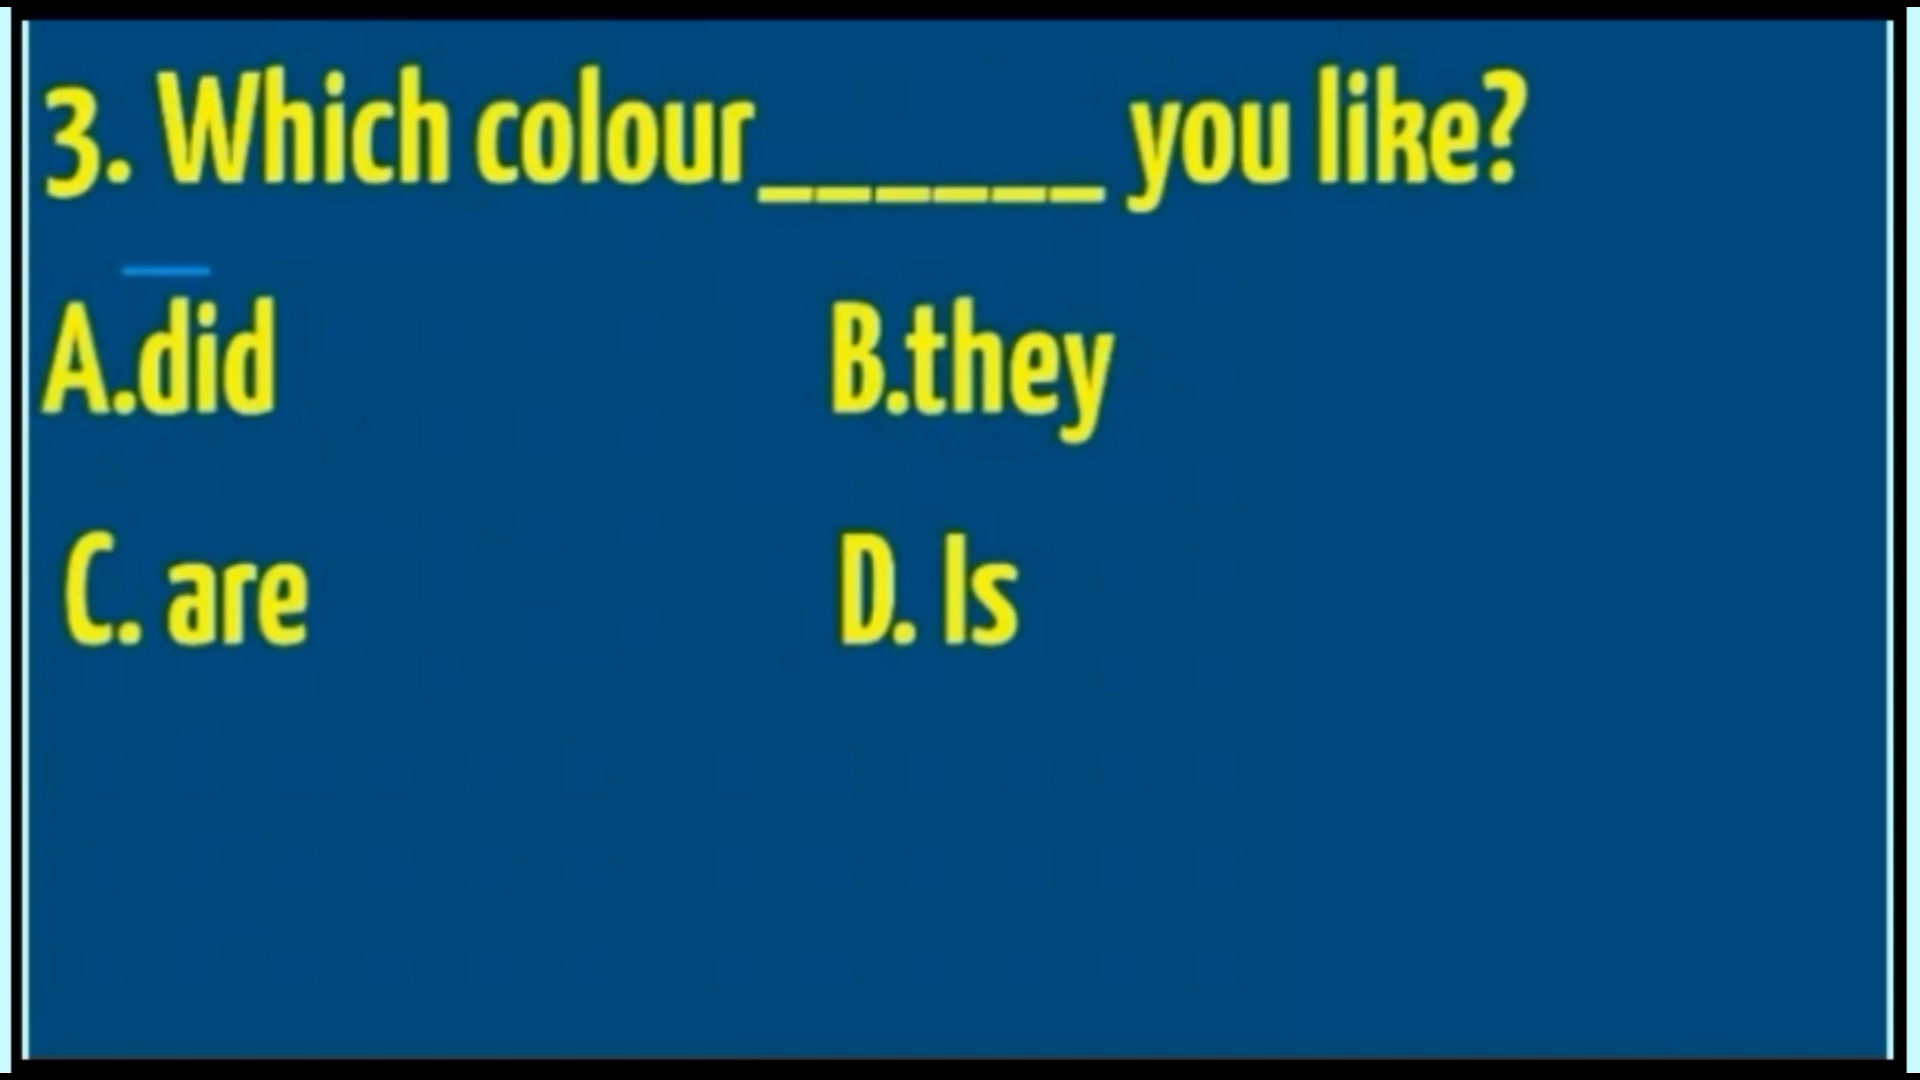 3. Which colour______ you like?
A.did B.they
C. are D. Is